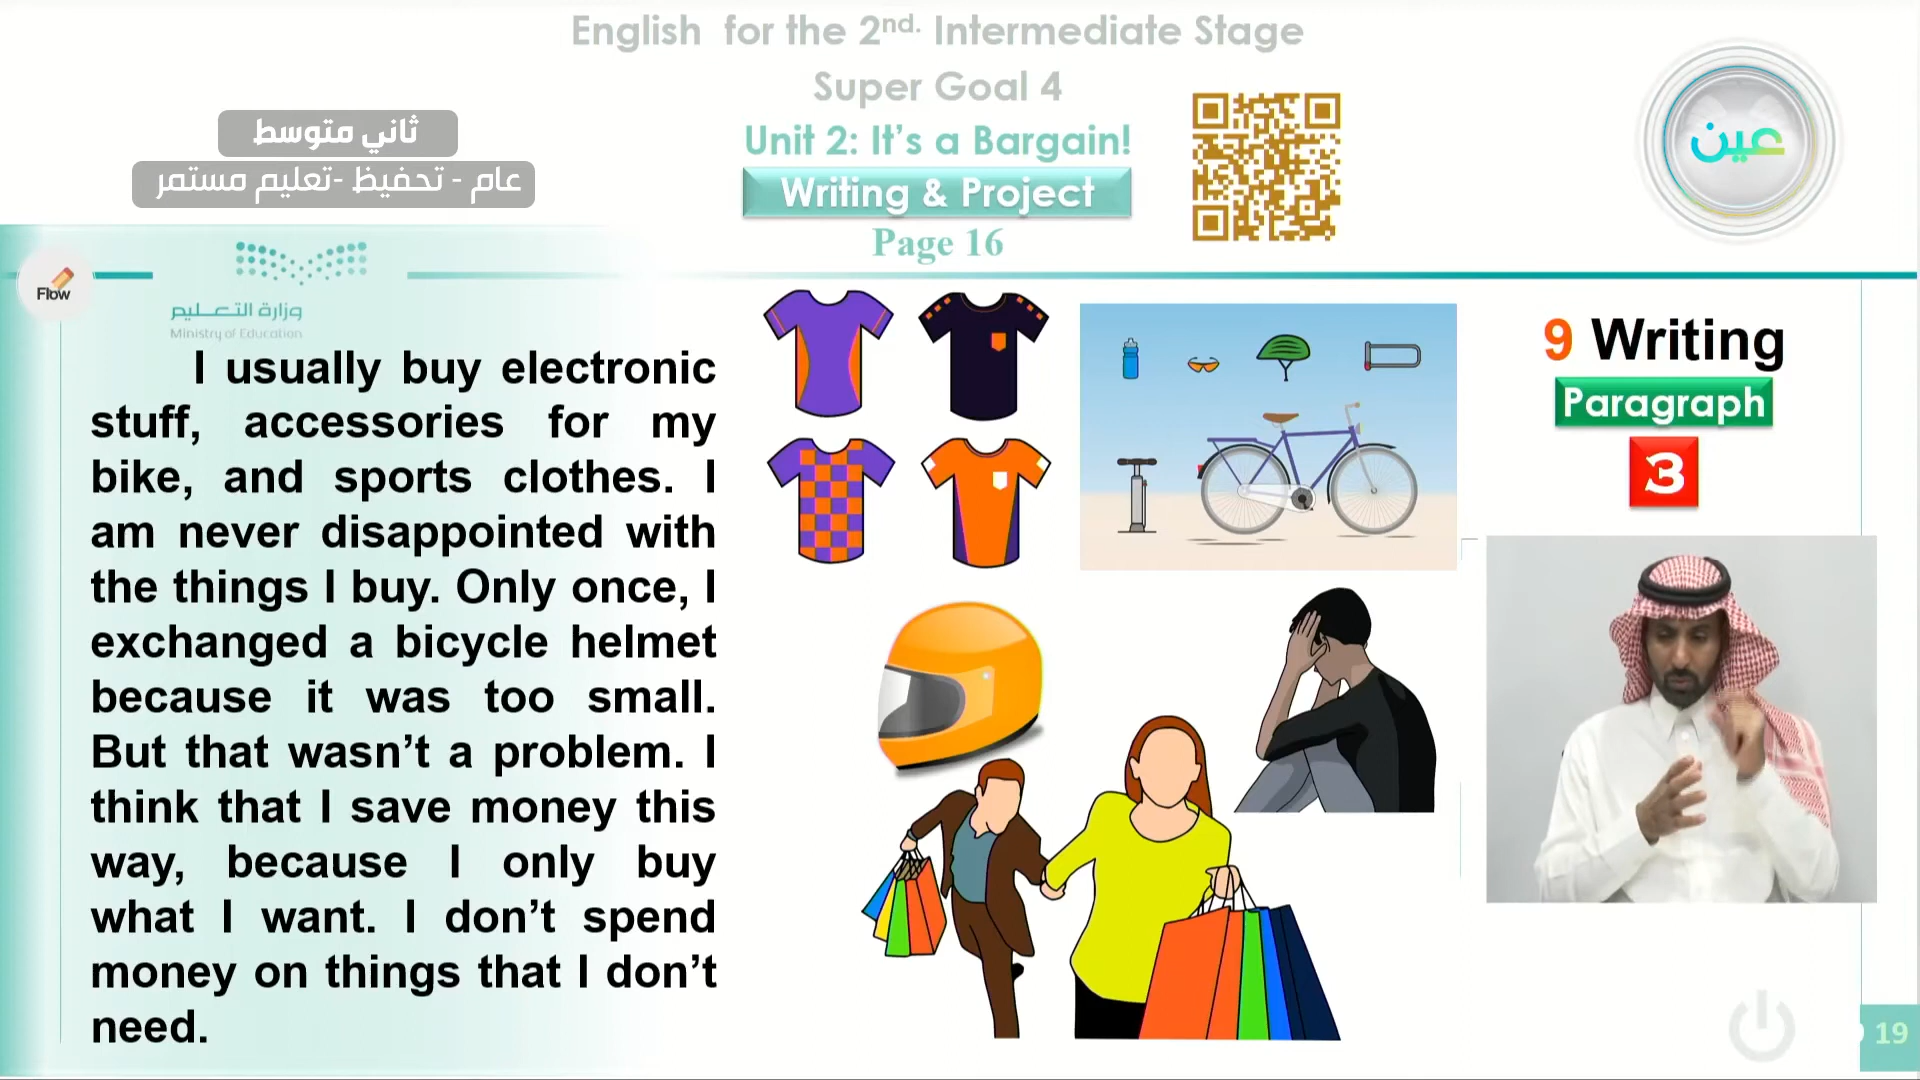 English for the 2nd. Intermediate Stage
Super Goal 4
Unit 2: It's a Bargain!
Writing & Project
Page 16
ثاني متوسط
عام - تحفيظ -تعليم مستمر
عين
Flow
وزارة التعليم
Ministry of Education
I usually buy electronic
stuff, accessories for my
bike, and sports clothes. I
am never disappointed with
the things I buy. Only once, I
exchanged a bicycle helmet
because it was too small.
But that wasn't a problem. I
think that I save money this
way, because I only buy
what I want. I don't spend
money on things that I don't
need.
9 Writing
Paragraph
3
19